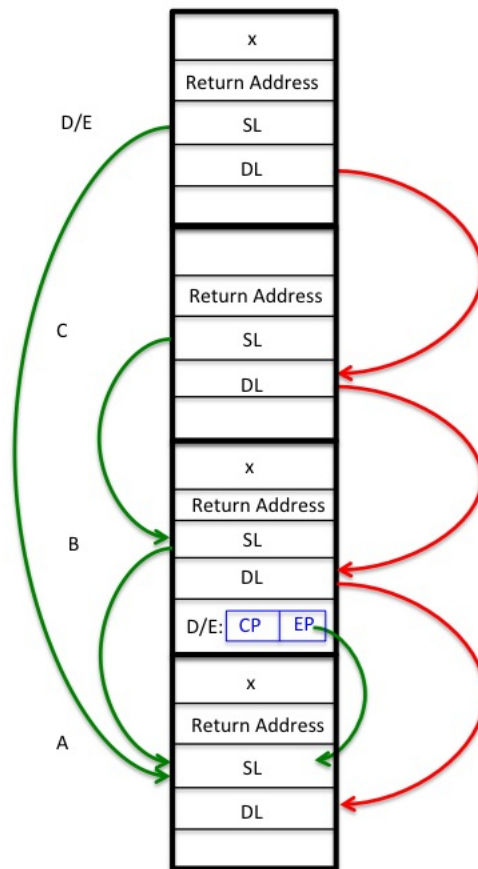 x
Return Address
D/E
SL
DL
Return Address
C
SL
DL
x
Return Address
B
SL
DL
D/E: CP EP
x
Return Address
A
SL
DL